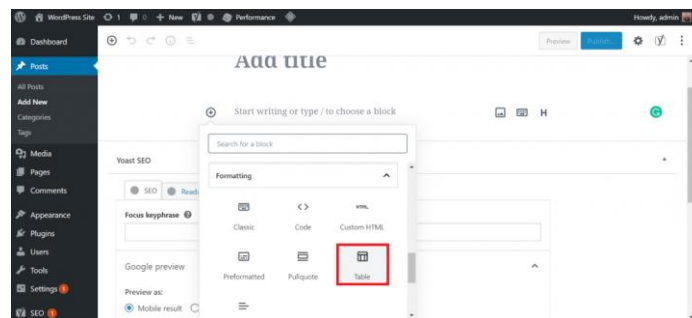 WordPress Site 1 0 + New Performance
Howdy, admin
Dashboard
Preview
Publish...
Add title
Posts
All Posts
Add New
Categories
Tags
Start writing or type / to choose a block
H
Search for a block
Media
Pages
Comments
Yoast SEO
Formatting
SEO
Reada
Classic
Code
Custom HTML
Appearance
Plugins
Users
Tools
Settings 1
SEO
Focus keyphrase
Google preview
Preformatted
Pullquote
Table
Preview as:
Mobile result